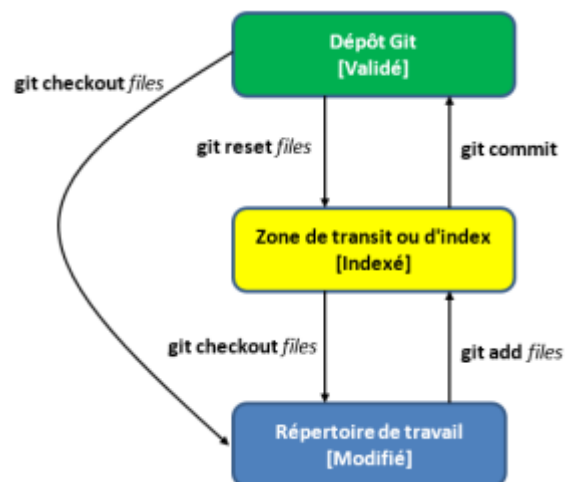 Dépôt Git
[Validé]
git checkout files
git reset files
git commit
Zone de transit ou d'index
[Indexé]
git checkout files
git add files
Répertoire de travail
[Modifié]